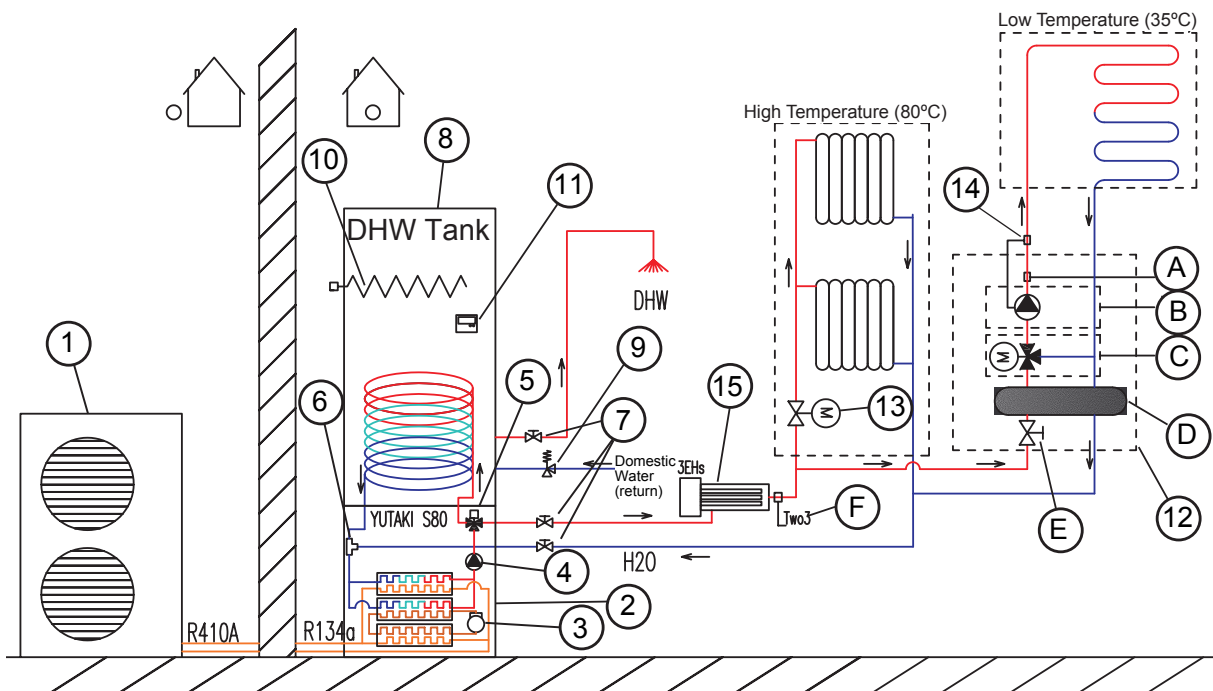 Low Temperature (35ºC)
High Temperature (80ºC)
8
10
11
14
DHW Tank
A
DHW
B
1
9
M
C
5
15
6
7
M
13
D
Domestic
Water
(return)
3EHs
YUTAKI S80
Two3
F
E
12
H2O
4
2
R410A
R134a
3